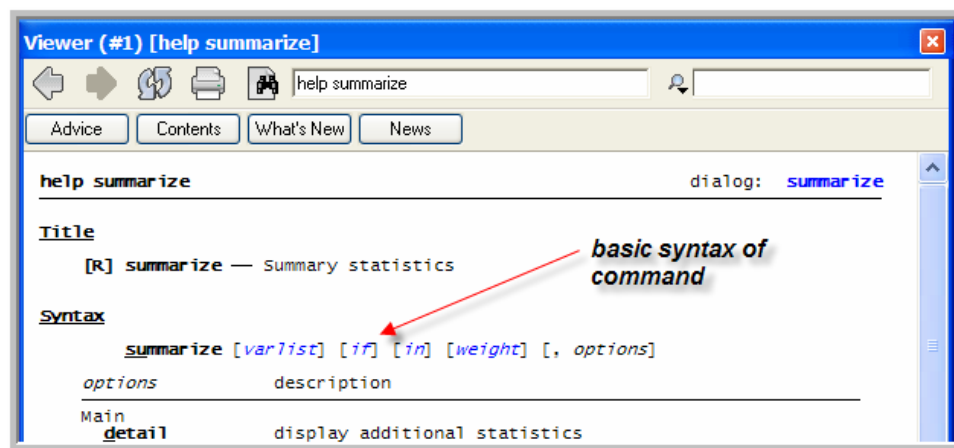 Viewer (#1) [help summarize]
help summarize
Advice Contents What's New News
help summarize dialog: summarize
Title
[R] summarize — Summary statistics
basic syntax of
command
Syntax
summarize [varlist] [if] [in] [weight] [, options]
options description
Main
detail display additional statistics